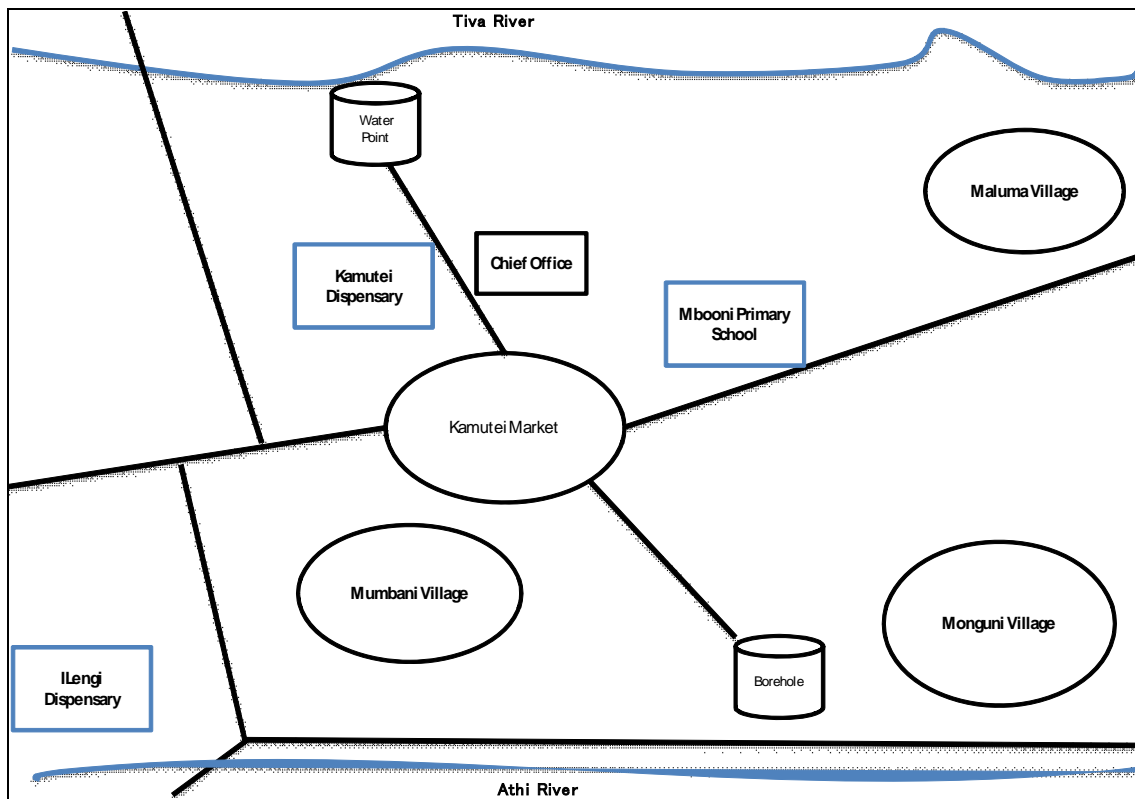 Tiva River
Water
Point
Maluma Village
Chief Office
Kamutei
Dispensary
Mbooni Primary
School
Kamutei Market
Mumbani Village
Monguni Village
ILengi
Dispensary
Borehole
Athi River